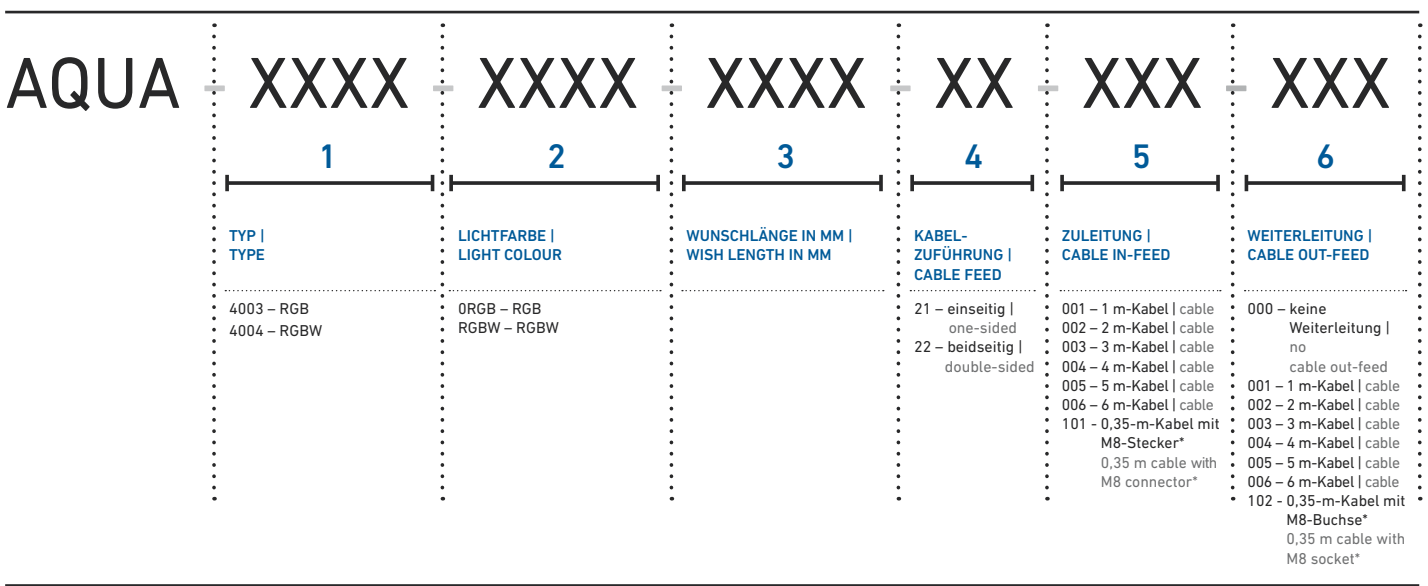 AQUA - XXXX - XXXX - XXXX - XX - XXX - XXX
1 2 3 4 5 6
TYP |
TYPE
4003 – RGB
4004 – RGBW
LICHTFARBE |
LIGHT COLOUR
0RGB – RGB
RGBW – RGBW
WUNSCHLÄNGE IN MM |
WISH LENGTH IN MM
KABEL-
ZUFÜHRUNG |
CABLE FEED
21 – einseitig |
one-sided
22 – beidseitig |
double-sided
ZULEITUNG |
CABLE IN-FEED
001 – 1 m-Kabel | cable
002 – 2 m-Kabel | cable
003 – 3 m-Kabel | cable
004 – 4 m-Kabel | cable
005 – 5 m-Kabel | cable
006 – 6 m-Kabel | cable
101 - 0,35-m-Kabel mit
M8-Stecker*
0,35 m cable with
M8 connector*
WEITERLEITUNG |
CABLE OUT-FEED
000 – keine
Weiterleitung |
no
cable out-feed
001 – 1 m-Kabel | cable
002 – 2 m-Kabel | cable
003 – 3 m-Kabel | cable
004 – 4 m-Kabel | cable
005 – 5 m-Kabel | cable
006 – 6 m-Kabel | cable
102 - 0,35-m-Kabel mit
M8-Buchse*
0,35 m cable with
M8 socket*